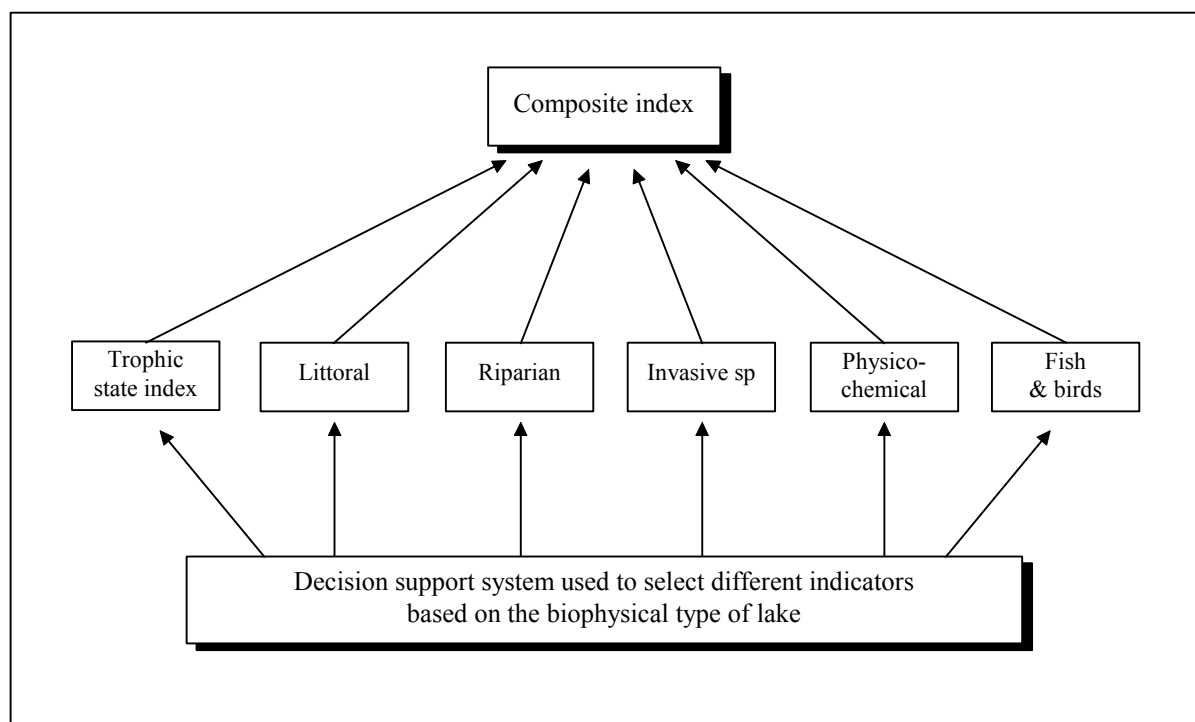 Composite index
Trophic
state index
Littoral
Riparian
Invasive sp
Physico-
chemical
Fish
& birds
Decision support system used to select different indicators
based on the biophysical type of lake